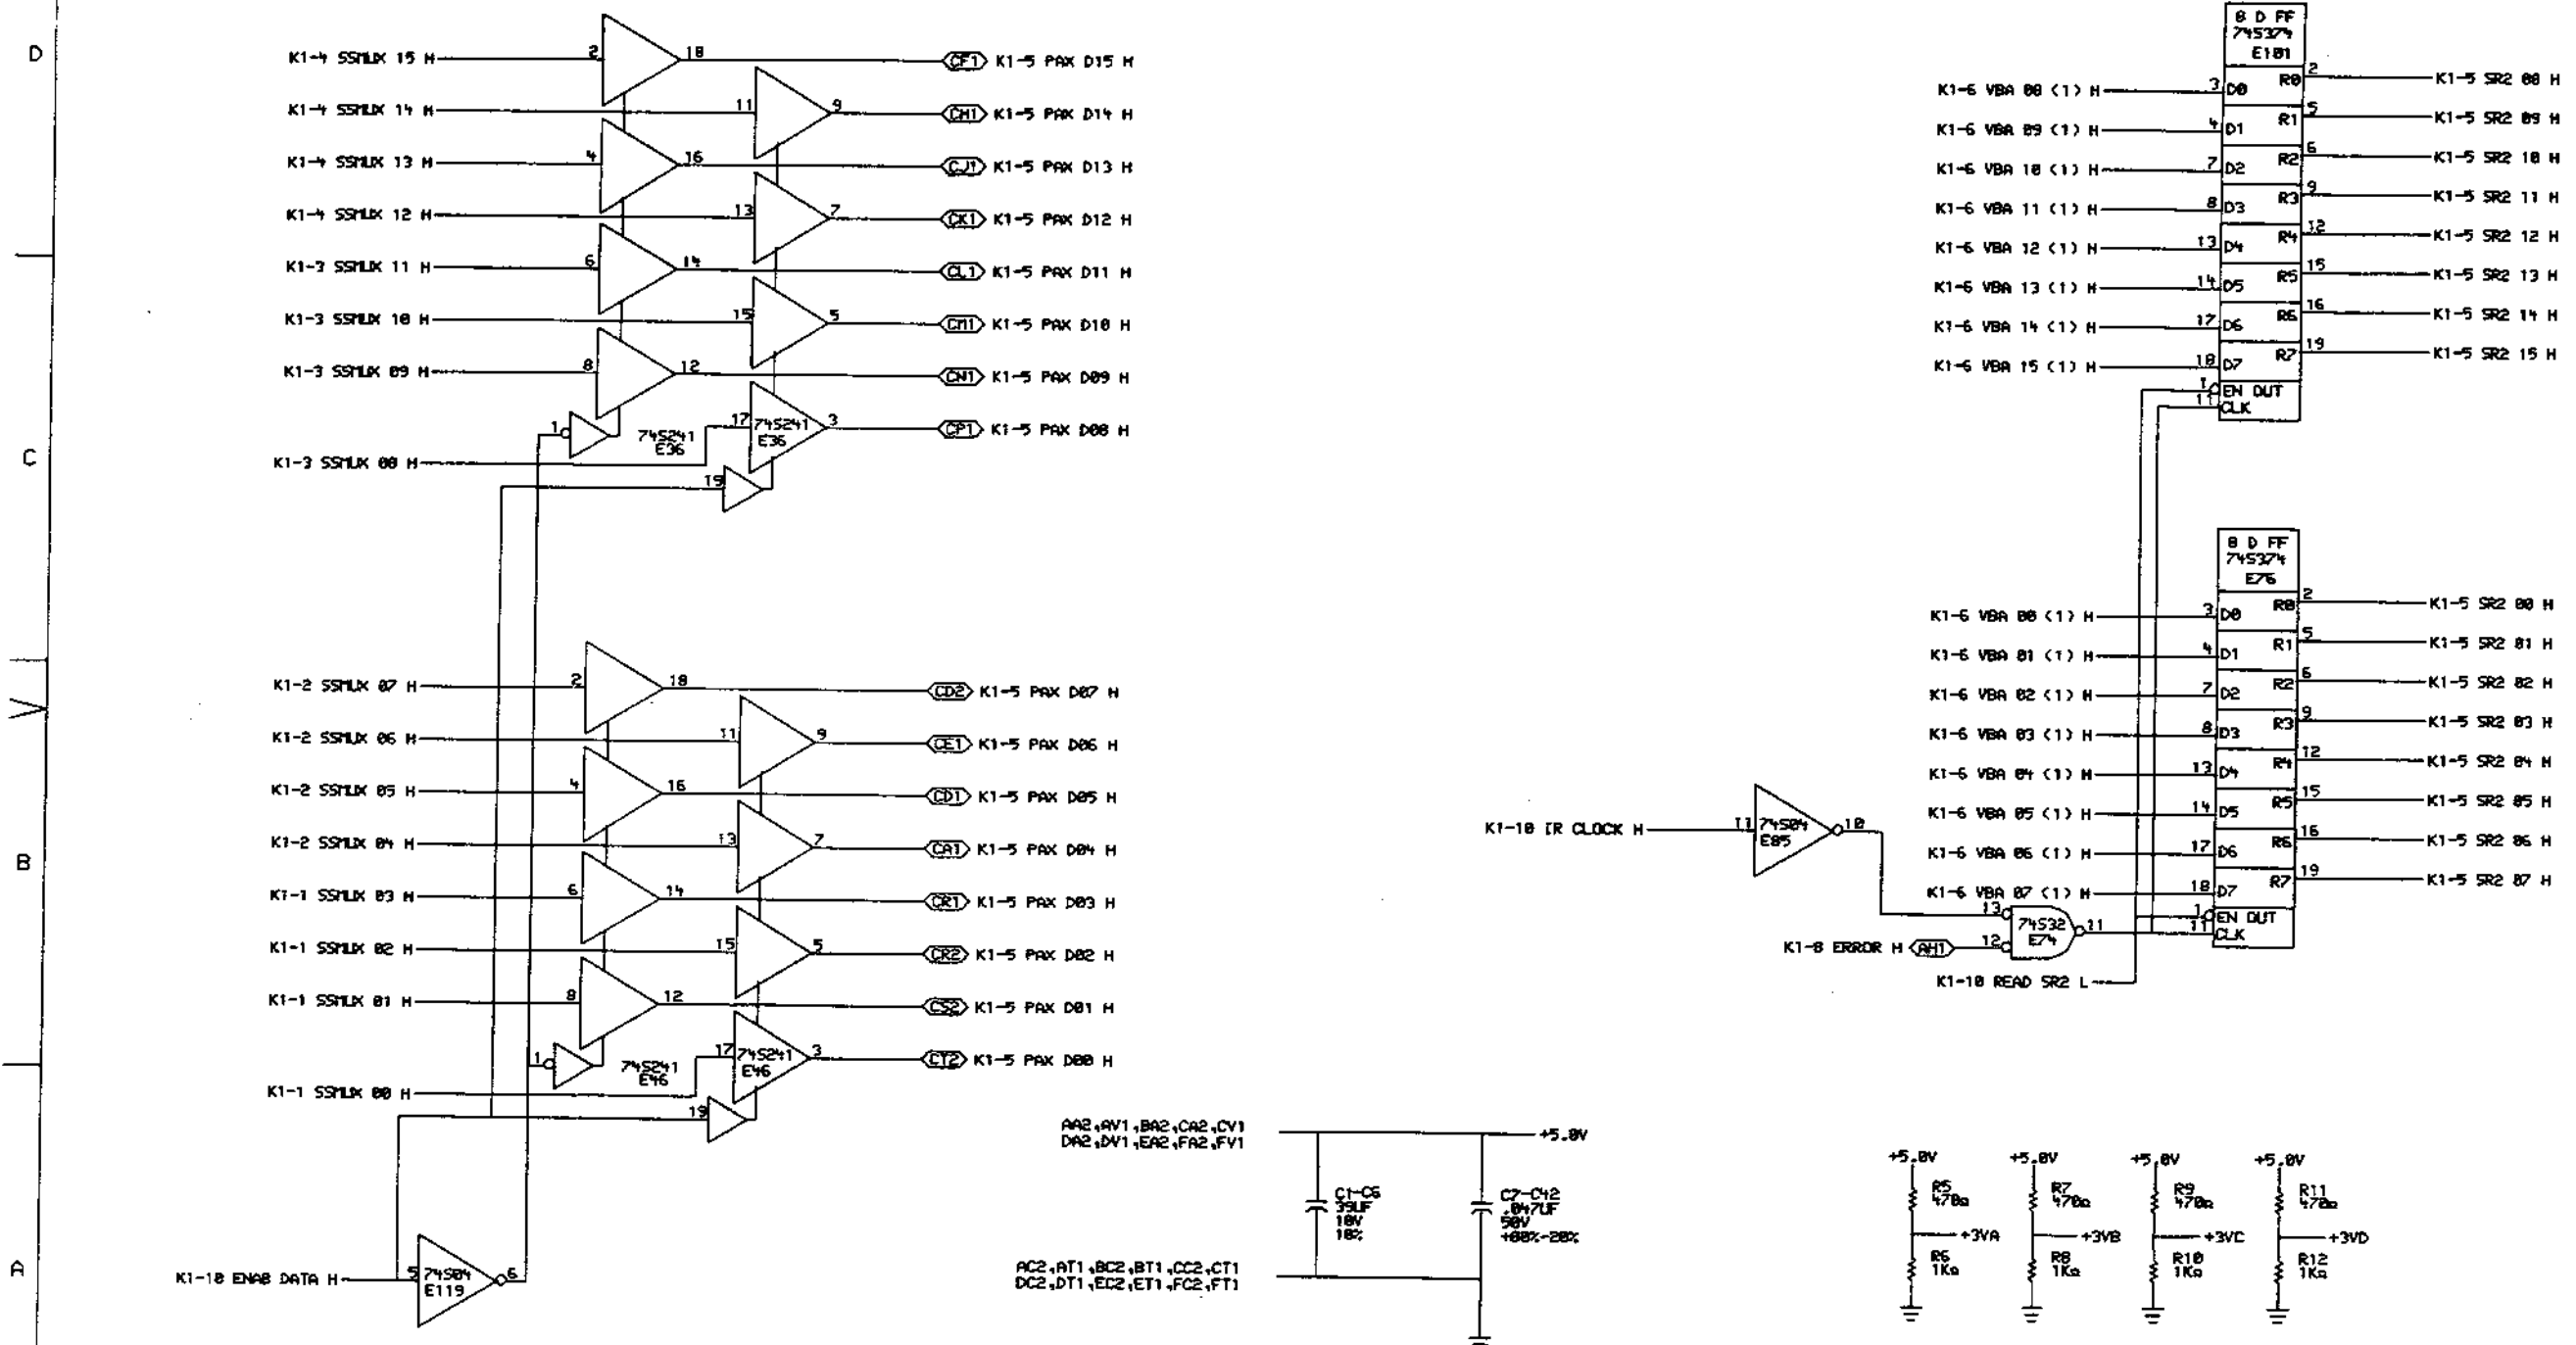 D
C
B
A
K1-4 SSMUX 15 H 2 18 CF1 K1-5 PAX D15 H
K1-4 SSMUX 14 H 11 9 CH1 K1-5 PAX D14 H
K1-4 SSMUX 13 H 4 16 CJ1 K1-5 PAX D13 H
K1-4 SSMUX 12 H 13 7 CK1 K1-5 PAX D12 H
K1-3 SSMUX 11 H 6 14 CL1 K1-5 PAX D11 H
K1-3 SSMUX 10 H 15 5 CM1 K1-5 PAX D10 H
K1-3 SSMUX 09 H 8 12 CN1 K1-5 PAX D09 H
K1-3 SSMUX 08 H 17 3 CP1 K1-5 PAX D08 H
1
74S241
E36
74S241
E36
19
K1-2 SSMUX 07 H 2 18 CD2 K1-5 PAX D07 H
K1-2 SSMUX 06 H 11 9 CE1 K1-5 PAX D06 H
K1-2 SSMUX 05 H 4 16 CD1 K1-5 PAX D05 H
K1-2 SSMUX 04 H 13 7 CA1 K1-5 PAX D04 H
K1-1 SSMUX 03 H 6 14 CR1 K1-5 PAX D03 H
K1-1 SSMUX 02 H 15 5 CR2 K1-5 PAX D02 H
K1-1 SSMUX 01 H 8 12 CS2 K1-5 PAX D01 H
K1-1 SSMUX 00 H 17 3 CT2 K1-5 PAX D00 H
1
74S241
E46
74S241
E46
19
K1-10 ENAB DATA H 5 6
74S04
E119
AA2,AV1,BA2,CA2,CV1
DA2,DV1,EA2,FA2,FV1
+5.0V
C1-C6
39UF
10V
10%
C7-C42
.047UF
50V
+80%-20%
AC2,AT1,BC2,BT1,CC2,CT1
DC2,DT1,EC2,ET1,FC2,FT1
8 D FF
74S374
E101
K1-6 VBA 08 (1) H 3 D0 R0 2 K1-5 SR2 08 H
K1-6 VBA 09 (1) H 4 D1 R1 5 K1-5 SR2 09 H
K1-6 VBA 10 (1) H 7 D2 R2 6 K1-5 SR2 10 H
K1-6 VBA 11 (1) H 8 D3 R3 9 K1-5 SR2 11 H
K1-6 VBA 12 (1) H 13 D4 R4 12 K1-5 SR2 12 H
K1-6 VBA 13 (1) H 14 D5 R5 15 K1-5 SR2 13 H
K1-6 VBA 14 (1) H 17 D6 R6 16 K1-5 SR2 14 H
K1-6 VBA 15 (1) H 18 D7 R7 19 K1-5 SR2 15 H
1 EN OUT
11 CLK
8 D FF
74S374
E76
K1-6 VBA 00 (1) H 3 D0 R0 2 K1-5 SR2 00 H
K1-6 VBA 01 (1) H 4 D1 R1 5 K1-5 SR2 01 H
K1-6 VBA 02 (1) H 7 D2 R2 6 K1-5 SR2 02 H
K1-6 VBA 03 (1) H 8 D3 R3 9 K1-5 SR2 03 H
K1-6 VBA 04 (1) H 13 D4 R4 12 K1-5 SR2 04 H
K1-6 VBA 05 (1) H 14 D5 R5 15 K1-5 SR2 05 H
K1-6 VBA 06 (1) H 17 D6 R6 16 K1-5 SR2 06 H
K1-6 VBA 07 (1) H 18 D7 R7 19 K1-5 SR2 07 H
1 EN OUT
11 CLK
K1-10 IR CLOCK H 11 10
74S04
E85
13
K1-8 ERROR H AH1 12
74S32
E74
11
K1-10 READ SR2 L
+5.0V +5.0V +5.0V +5.0V
R5
470Ω
+3VA
R6
1KΩ
R7
470Ω
+3VB
R8
1KΩ
R9
470Ω
+3VC
R10
1KΩ
R11
470Ω
+3VD
R12
1KΩ